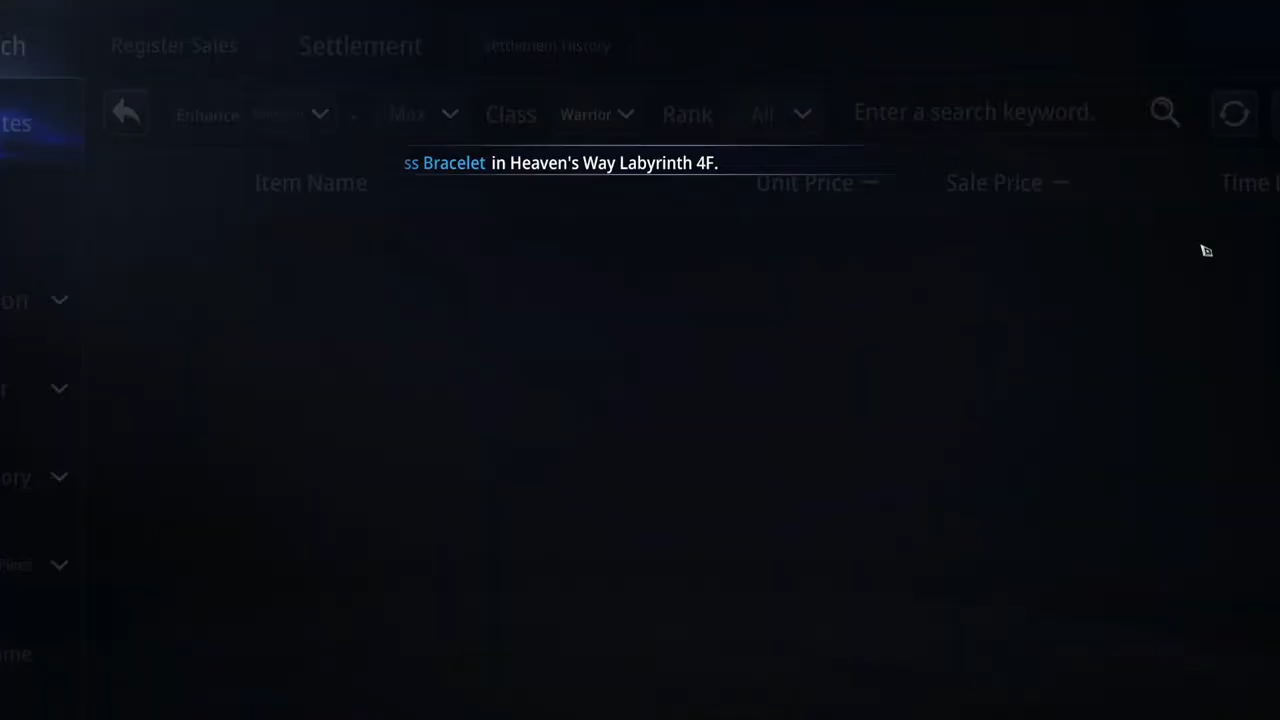 ch Register Sales Settlement Settlement History
tes Enhance Max Class Warrior Rank All Enter a search keyword.
ss Bracelet in Heaven's Way Labyrinth 4F.
Item Name Unit Price Sale Price Time
on
r
ory
me